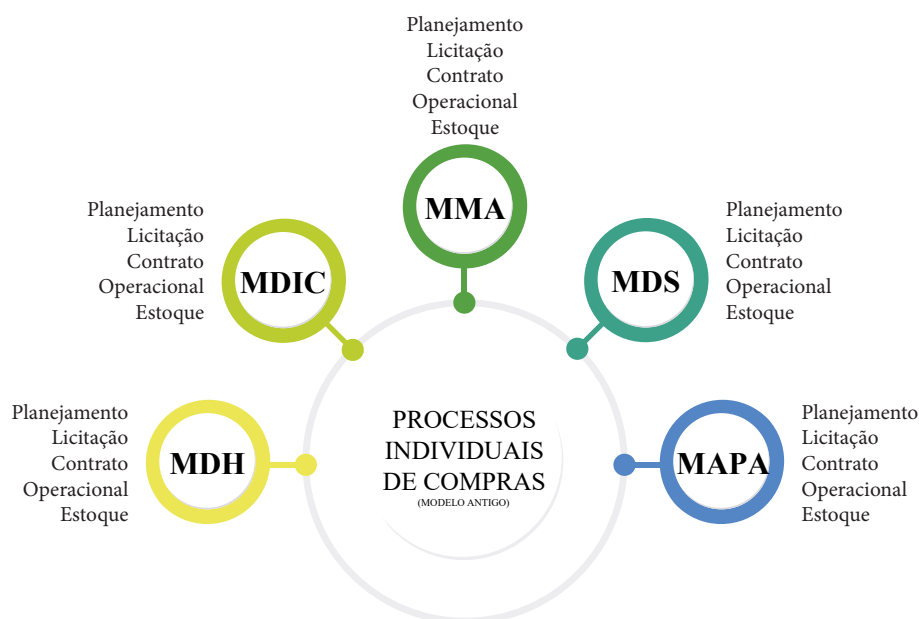 Planejamento
Licitação
Contrato
Operacional
Estoque
MMA
Planejamento
Licitação
Contrato
Operacional
Estoque
MDIC
MDS
Planejamento
Licitação
Contrato
Operacional
Estoque
Planejamento
Licitação
Contrato
Operacional
Estoque
MDH
PROCESSOS
INDIVIDUAIS
DE COMPRAS
(MODELO ANTIGO)
MAPA
Planejamento
Licitação
Contrato
Operacional
Estoque